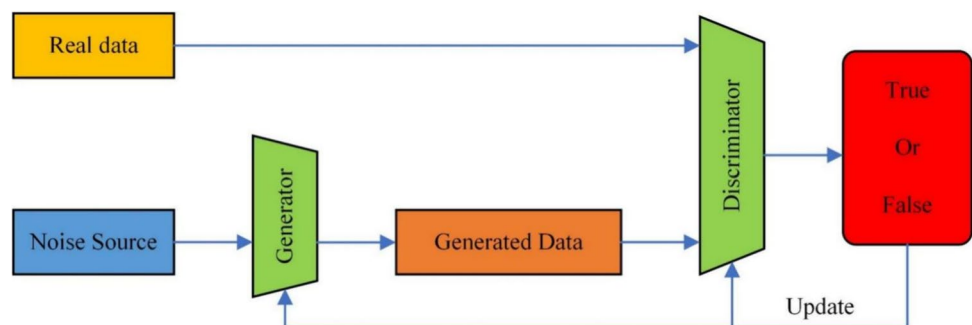 Real data
Noise Source
Generator
Generated Data
Discriminator
True
Or
False
Update